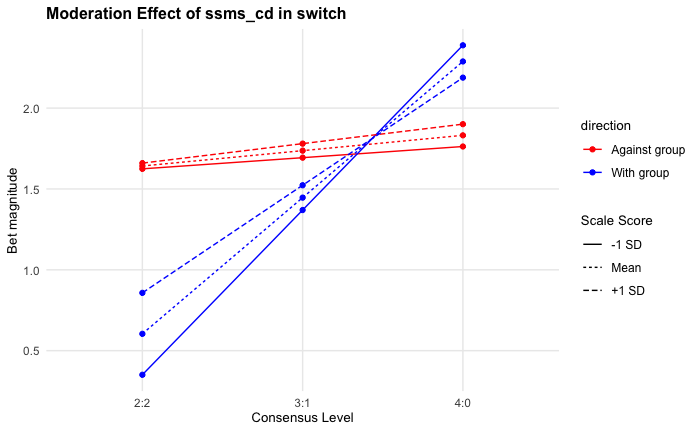 Moderation Effect of ssms_cd in switch
Bet magnitude
2.0
1.5
1.0
0.5
2:2
3:1
4:0
Consensus Level
direction
Against group
With group
Scale Score
-1 SD
Mean
+1 SD